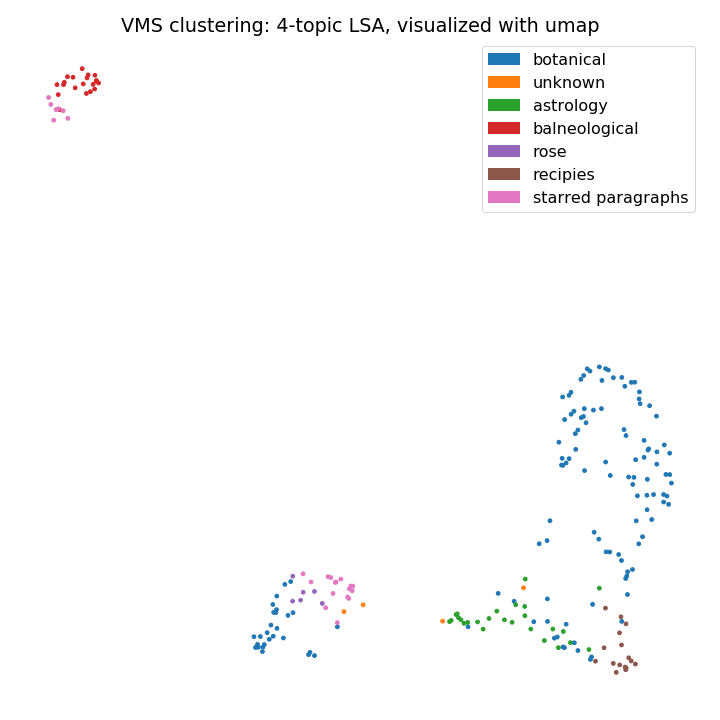 VMS clustering: 4-topic LSA, visualized with umap
botanical
unknown
astrology
balneological
rose
recipies
starred paragraphs